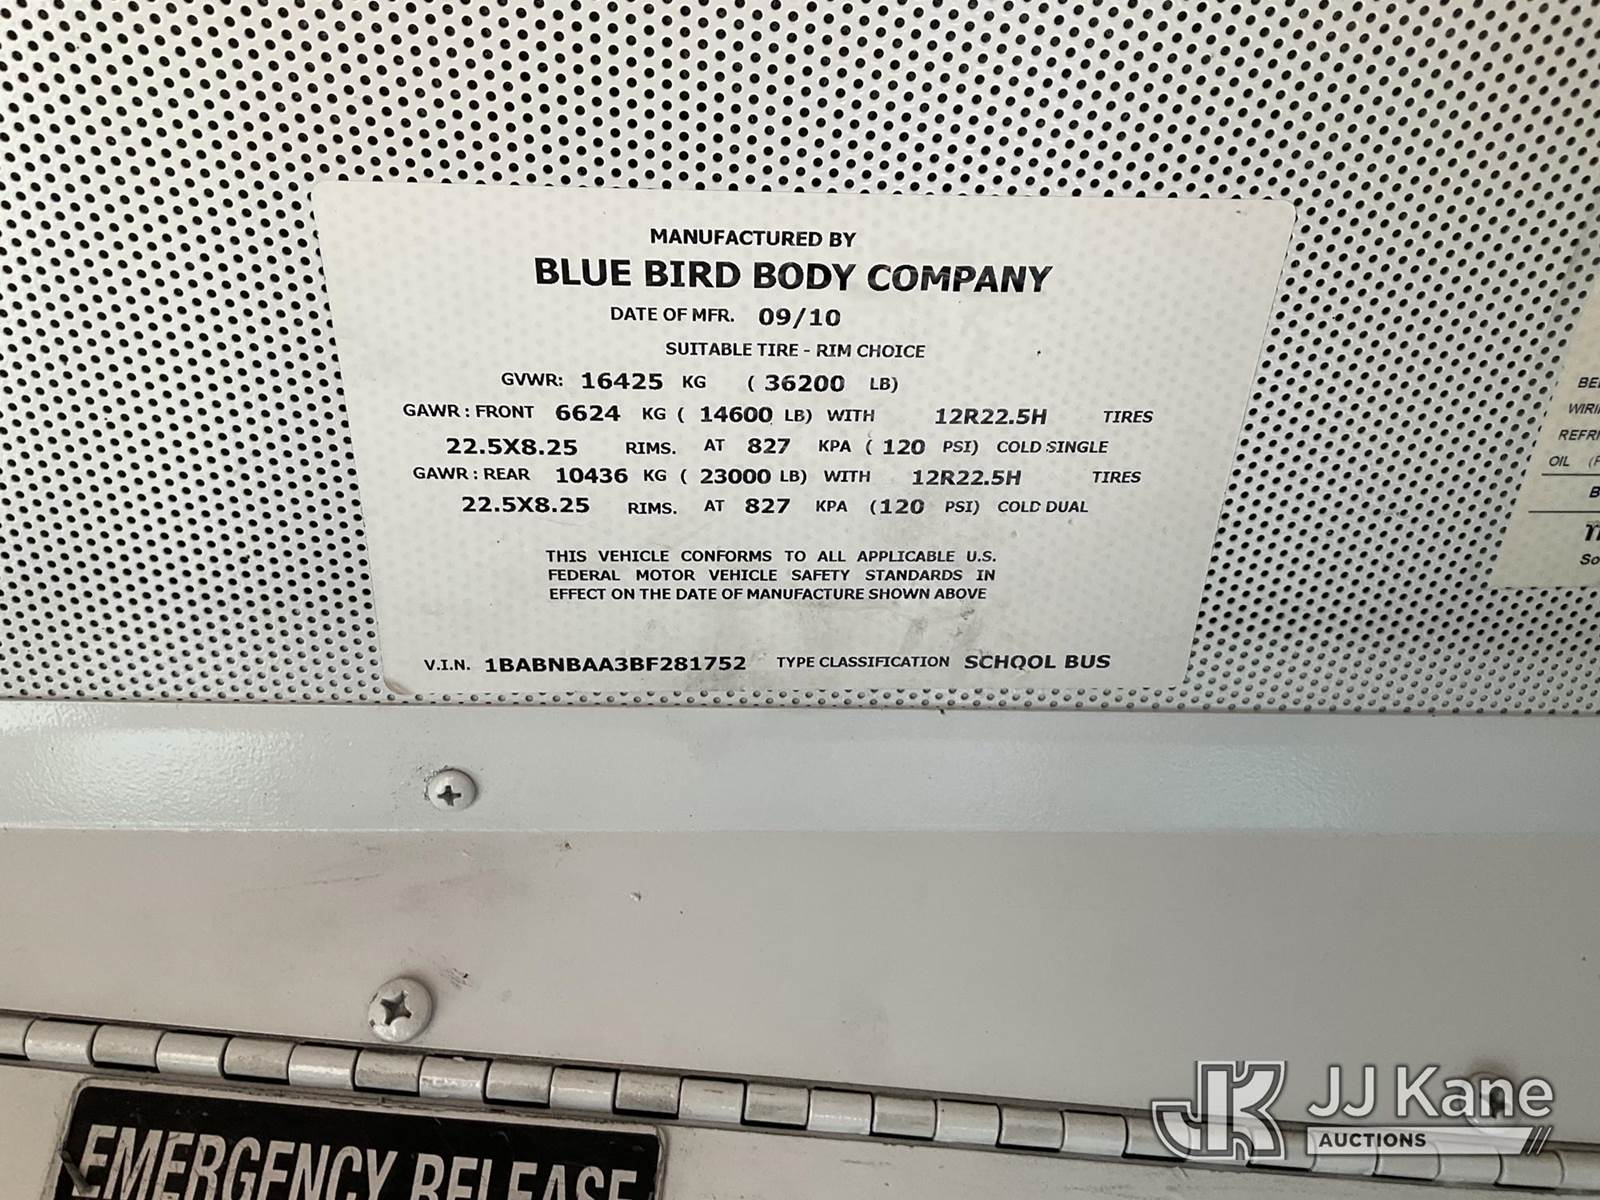 MANUFACTURED BY
BLUE BIRD BODY COMPANY
DATE OF MFR. 09/10
SUITABLE TIRE - RIM CHOICE
GVWR: 16425 KG ( 36200 LB)
GAWR : FRONT 6624 KG ( 14600 LB) WITH 12R22.5H TIRES
22.5X8.25 RIMS. AT 827 KPA ( 120 PSI) COLD SINGLE
GAWR : REAR 10436 KG ( 23000 LB) WITH 12R22.5H TIRES
22.5X8.25 RIMS. AT 827 KPA (120 PSI) COLD DUAL
THIS VEHICLE CONFORMS TO ALL APPLICABLE U.S.
FEDERAL MOTOR VEHICLE SAFETY STANDARDS IN
EFFECT ON THE DATE OF MANUFACTURE SHOWN ABOVE
V.I.N. 1BABNBAA3BF281752 TYPE CLASSIFICATION SCHOOL BUS
OIL
EMERGENCY RELEASE
JK JJ Kane
AUCTIONS